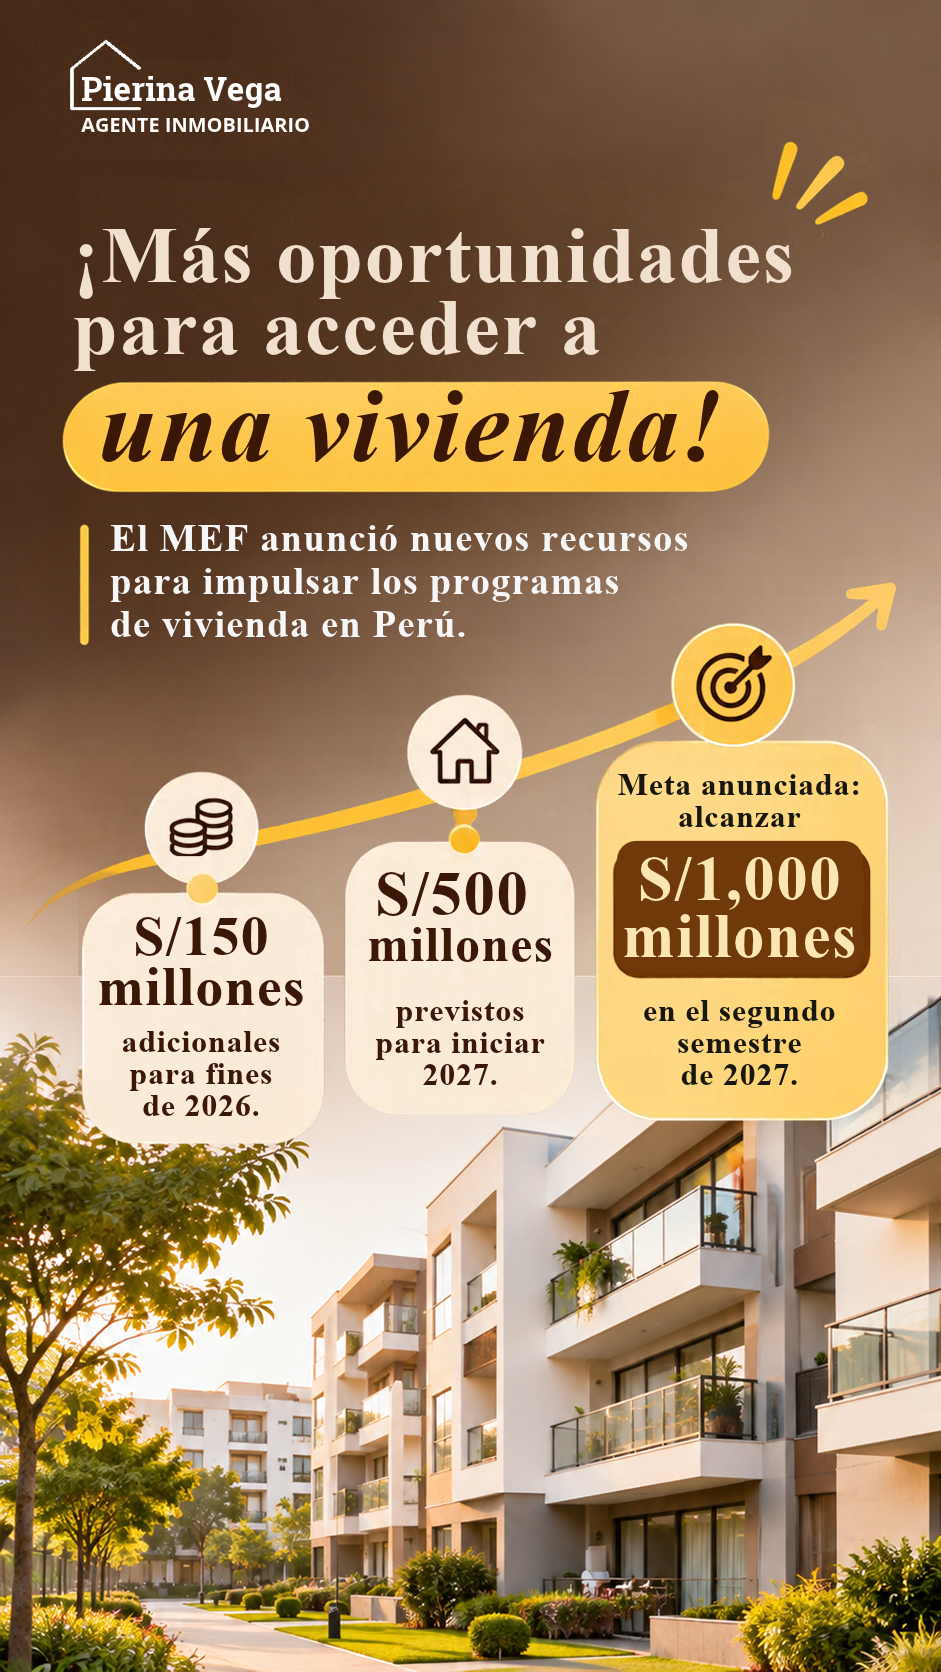 Pierina Vega
AGENTE INMOBILIARIO
¡Más oportunidades
para acceder a
una vivienda!
El MEF anunció nuevos recursos
para impulsar los programas
de vivienda en Perú.
S/150
millones
adicionales
para fines
de 2026.
S/500
millones
previstos
para iniciar
2027.
Meta anunciada:
alcanzar
S/1,000
millones
en el segundo
semestre
de 2027.